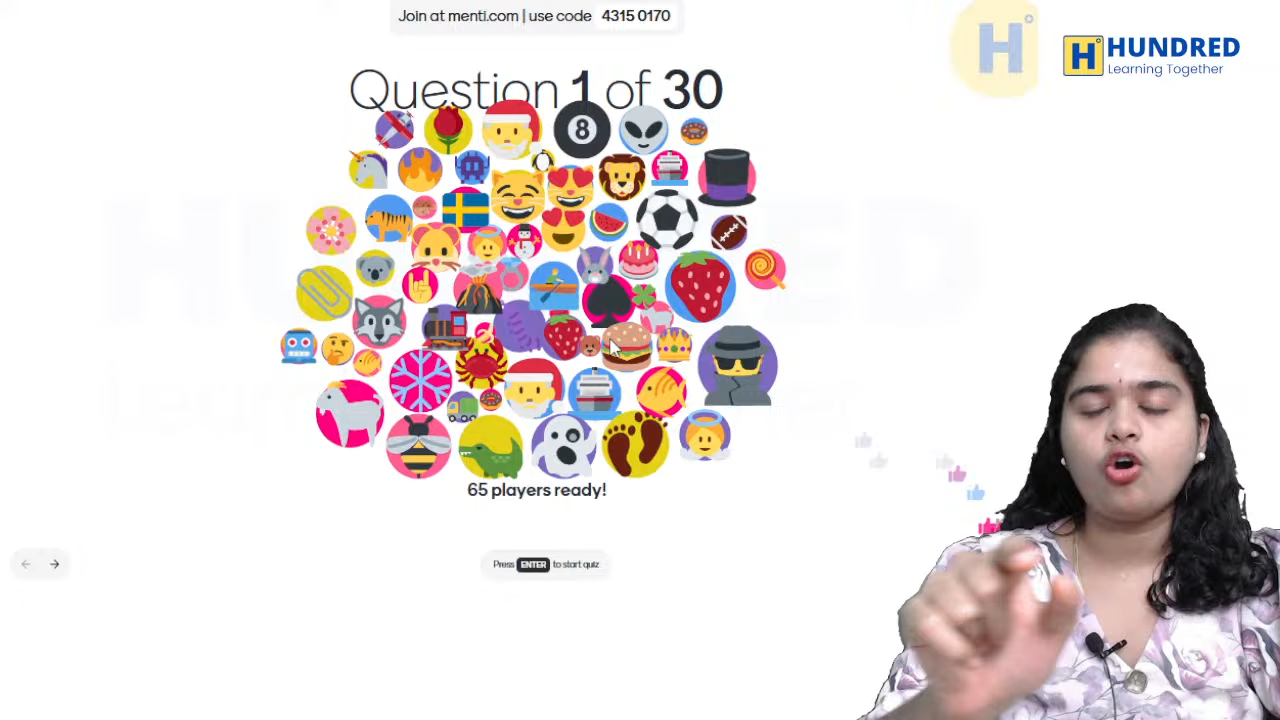 Join at menti.com | use code 4315 0170
H° HUNDRED
Learning Together
H°
Question 1 of 30
8
65 players ready!
Press ENTER to start quiz